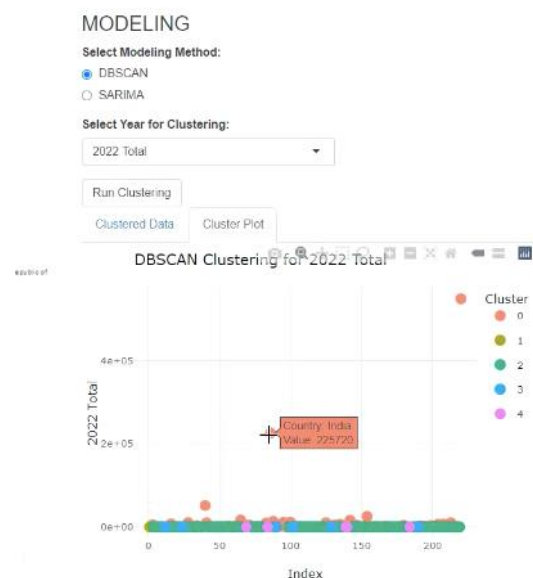 MODELING
Select Modeling Method:
DBSCAN
SARIMA
Select Year for Clustering:
2022 Total
Run Clustering
Clustered Data Cluster Plot
DBSCAN Clustering for 2022 Total
Cluster
0
1
2
3
4
4e+05
2e+05
0e+00
2022 Total
Country: India
Value: 225720
0 50 100 150 200
Index